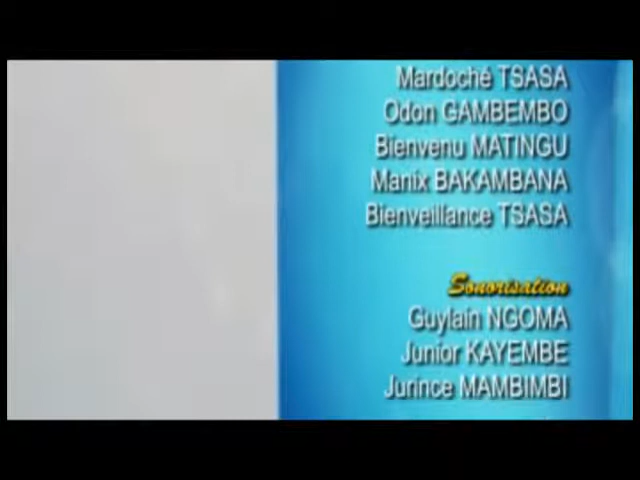 Mardoché TSASA
Odon GAMBEMBO
Bienvenu MATINGU
Manix BAKAMBANA
Bienveillance TSASA
Sonorisation
Guylain NGOMA
Junior KAYEMBE
Jurince MAMBIMBI